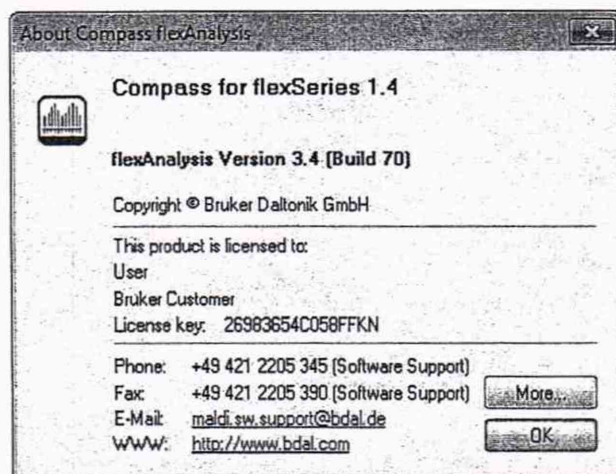 About Compass flexAnalysis
Compass for flexSeries 1.4
flexAnalysis Version 3.4 (Build 70)
Copyright © Bruker Daltonik GmbH
This product is licensed to:
User
Bruker Customer
License key: 26983654C058FFKN
Phone: +49 421 2205 345 (Software Support)
Fax: +49 421 2205 390 (Software Support)
E-Mail: maldi.sw.support@bdal.de
WWW: http://www.bdal.com
More...
OK